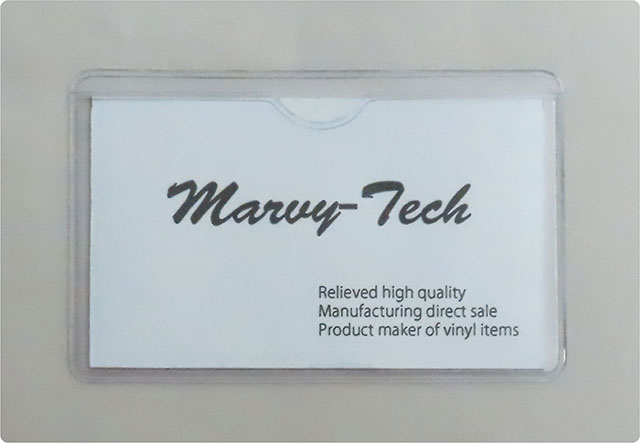 Marvy-Tech
Relieved high quality
Manufacturing direct sale
Product maker of vinyl items